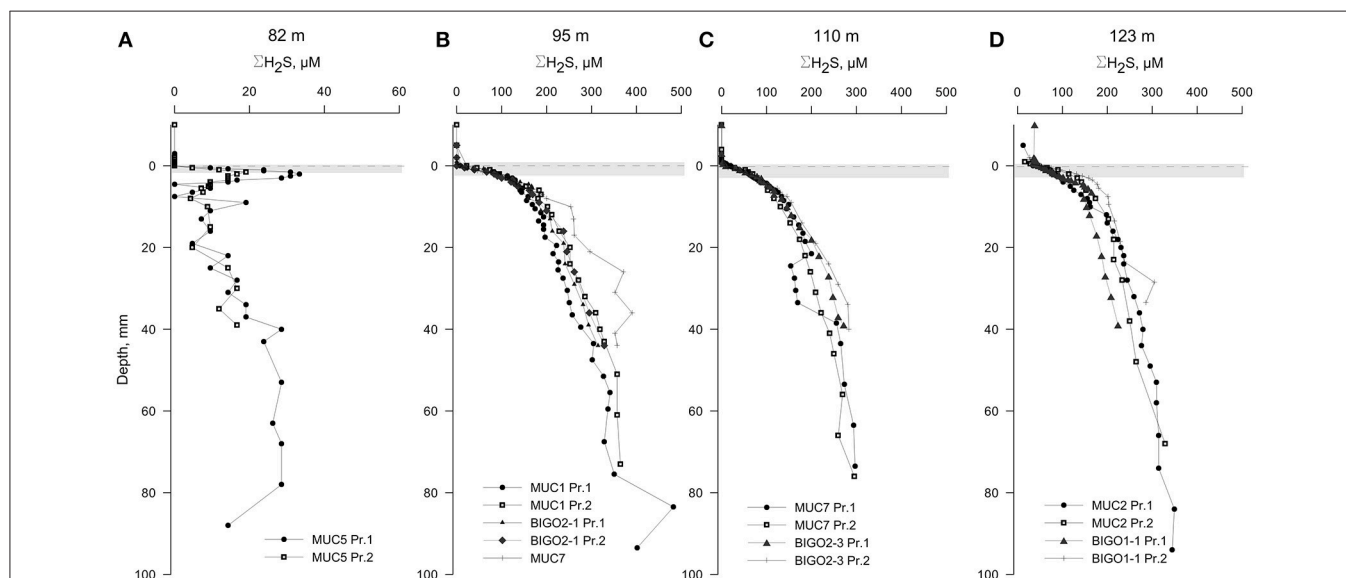 A 82 m
ΣH2S, µM
0 20 40 60
B 95 m
ΣH2S, µM
0 100 200 300 400 500
C 110 m
ΣH2S, µM
0 100 200 300 400 500
D 123 m
ΣH2S, µM
0 100 200 300 400 500
Depth, mm
0
20
40
60
80
100
MUC5 Pr.1
MUC5 Pr.2
0
20
40
60
80
100
MUC1 Pr.1
MUC1 Pr.2
BIGO2-1 Pr.1
BIGO2-1 Pr.2
MUC7
0
20
40
60
80
100
MUC7 Pr.1
MUC7 Pr.2
BIGO2-3 Pr.1
BIGO2-3 Pr.2
0
20
40
60
80
100
MUC2 Pr.1
MUC2 Pr.2
BIGO1-1 Pr.1
BIGO1-1 Pr.2